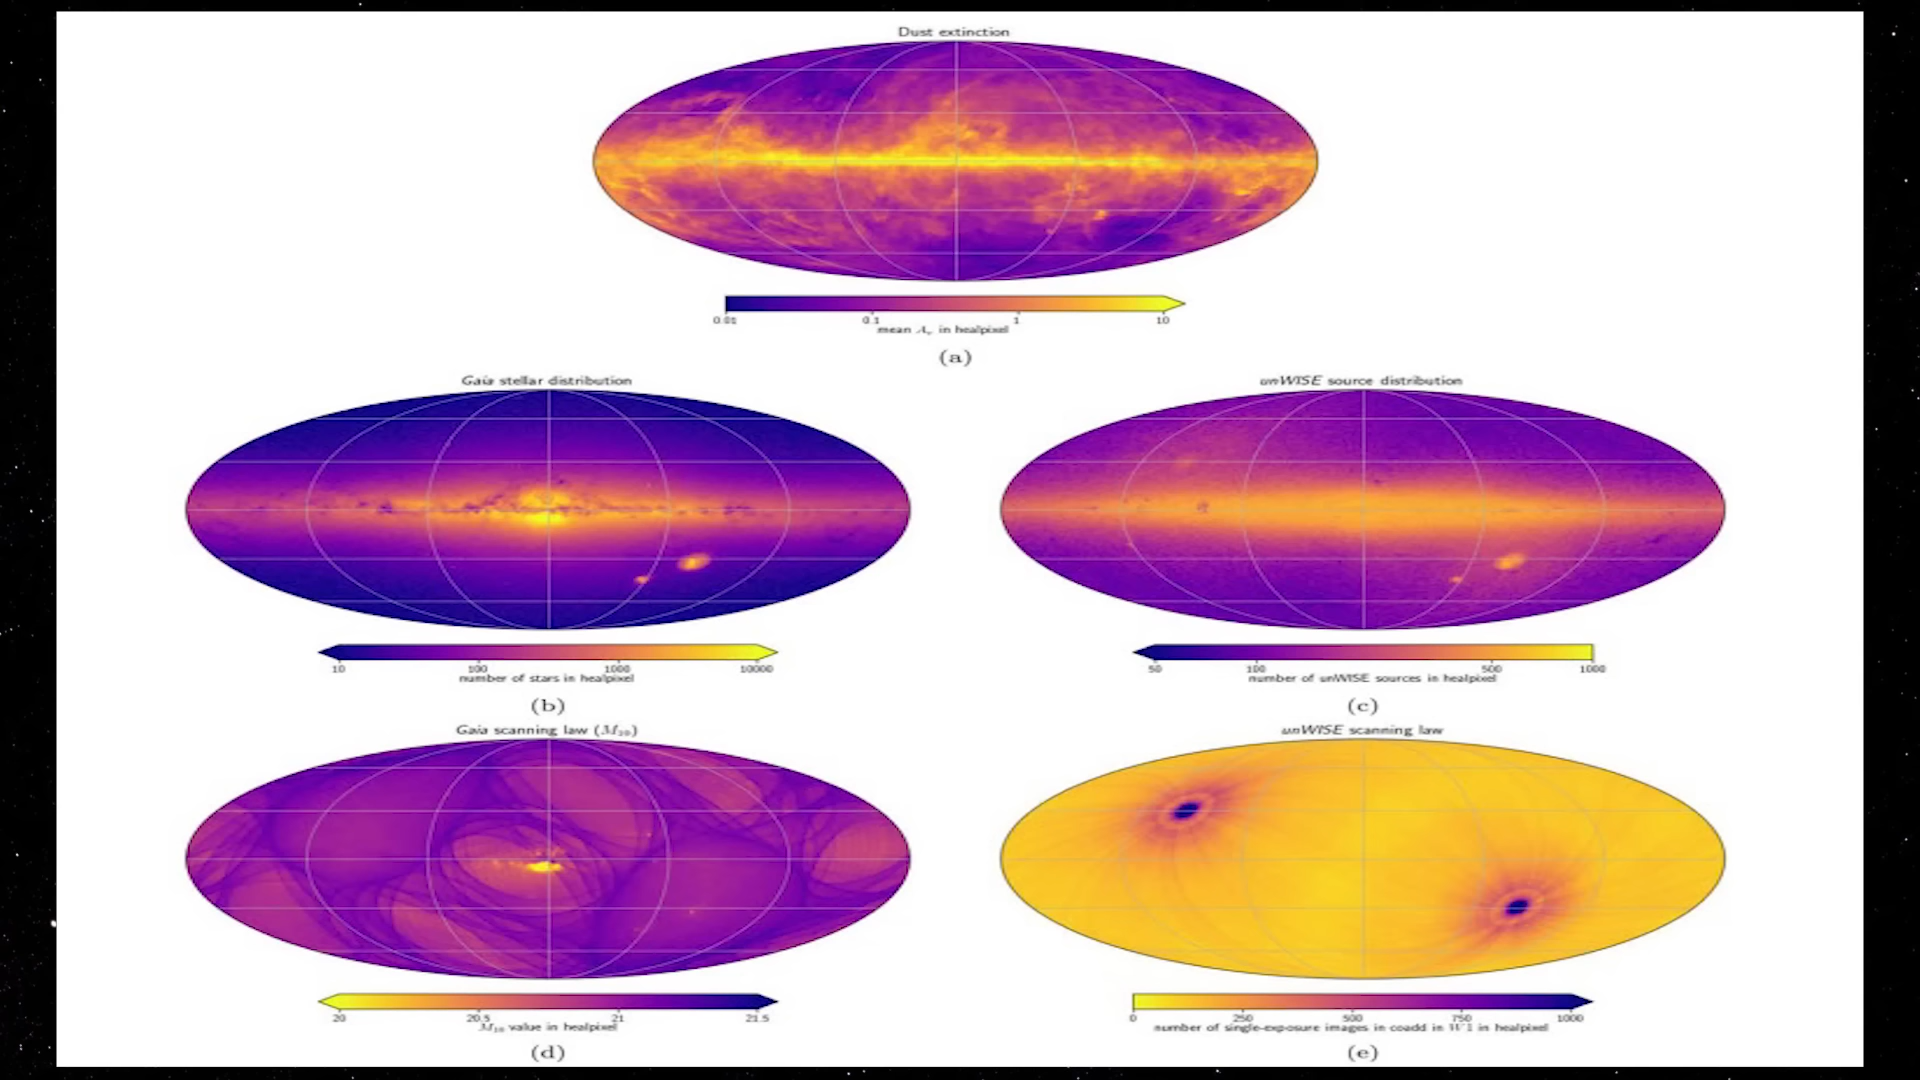 Dust extinction
0.01 0.1 1 10
mean Aᵥ in healpixel
(a)
Gaia stellar distribution
unWISE source distribution
10 100 1000 10000
50 100 500 1000
number of stars in healpixel
number of unWISE sources in healpixel
(b)
(c)
Gaia scanning law (M₁₀)
unWISE scanning law
20 20.5 21 21.5
0 250 500 750 1000
M₁₀ value in healpixel
number of single-exposure images in coadd in W1 in healpixel
(d)
(e)